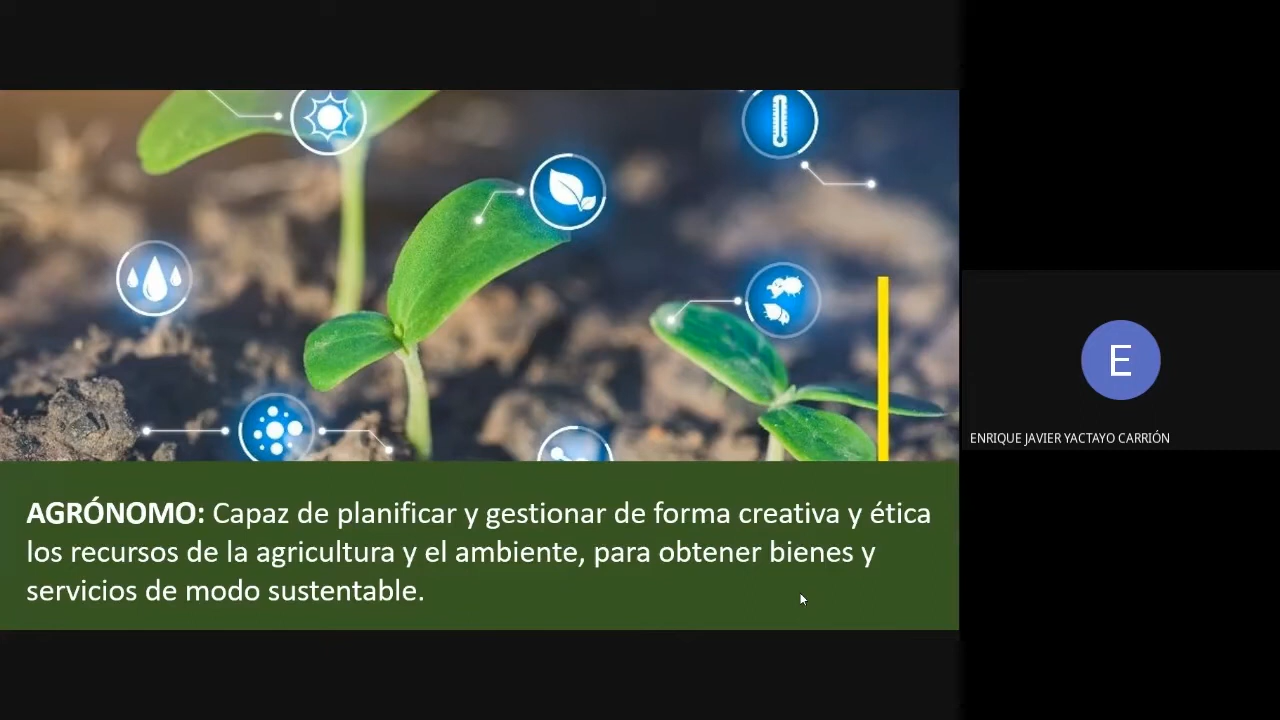 AGRÓNOMO: Capaz de planificar y gestionar de forma creativa y ética
los recursos de la agricultura y el ambiente, para obtener bienes y
servicios de modo sustentable.
E
ENRIQUE JAVIER YACTAYO CARRIÓN